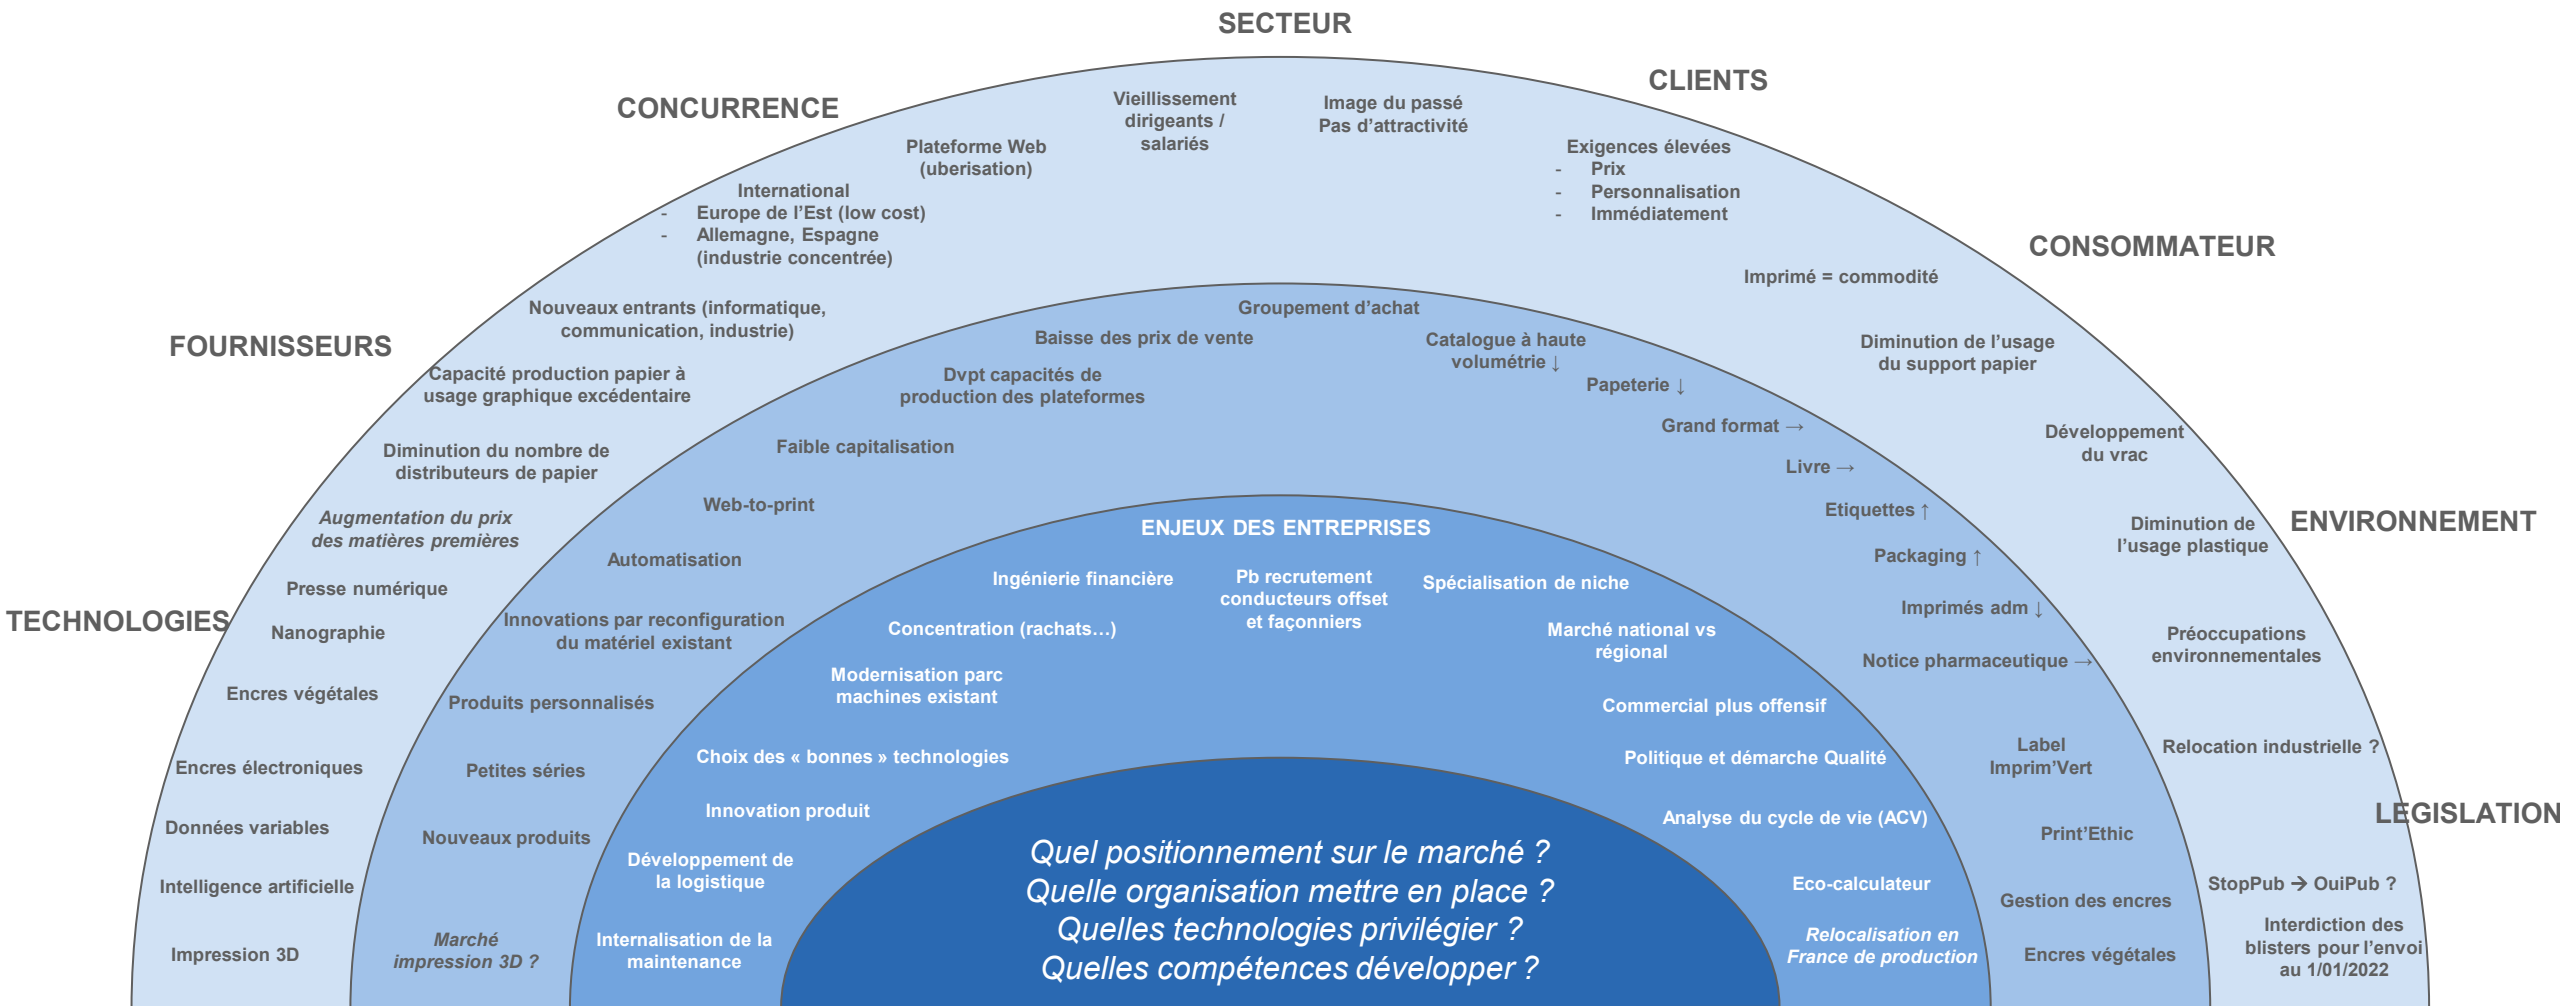 SECTEUR
CONCURRENCE
CLIENTS
FOURNISSEURS
CONSOMMATEUR
TECHNOLOGIES
ENVIRONNEMENT
LEGISLATION
Vieillissement
dirigeants /
salariés
Image du passé
Pas d'attractivité
Plateforme Web
(uberisation)
International
- Europe de l'Est (low cost)
- Allemagne, Espagne
(industrie concentrée)
Nouveaux entrants (informatique,
communication, industrie)
Capacité production papier à
usage graphique excédentaire
Diminution du nombre de
distributeurs de papier
Augmentation du prix
des matières premières
Presse numérique
Nanographie
Encres végétales
Encres électroniques
Données variables
Intelligence artificielle
Impression 3D
Exigences élevées
- Prix
- Personnalisation
- Immédiatement
Imprimé = commodité
Diminution de l'usage
du support papier
Développement
du vrac
Diminution de
l'usage plastique
Préoccupations
environnementales
Relocation industrielle ?
StopPub → OuiPub ?
Interdiction des
blisters pour l'envoi
au 1/01/2022
Groupement d'achat
Baisse des prix de vente
Dvpt capacités de
production des plateformes
Faible capitalisation
Web-to-print
Automatisation
Innovations par reconfiguration
du matériel existant
Produits personnalisés
Petites séries
Nouveaux produits
Marché
impression 3D ?
Catalogue à haute
volumétrie ↓
Papeterie ↓
Grand format →
Livre →
Etiquettes ↑
Packaging ↑
Imprimés adm ↓
Notice pharmaceutique →
Label
Imprim'Vert
Print'Ethic
Gestion des encres
Encres végétales
ENJEUX DES ENTREPRISES
Ingénierie financière
Pb recrutement
conducteurs offset
et façonniers
Spécialisation de niche
Concentration (rachats…)
Marché national vs
régional
Modernisation parc
machines existant
Commercial plus offensif
Choix des « bonnes » technologies
Politique et démarche Qualité
Innovation produit
Analyse du cycle de vie (ACV)
Développement de
la logistique
Eco-calculateur
Internalisation de la
maintenance
Relocalisation en
France de production
Quel positionnement sur le marché ?
Quelle organisation mettre en place ?
Quelles technologies privilégier ?
Quelles compétences développer ?